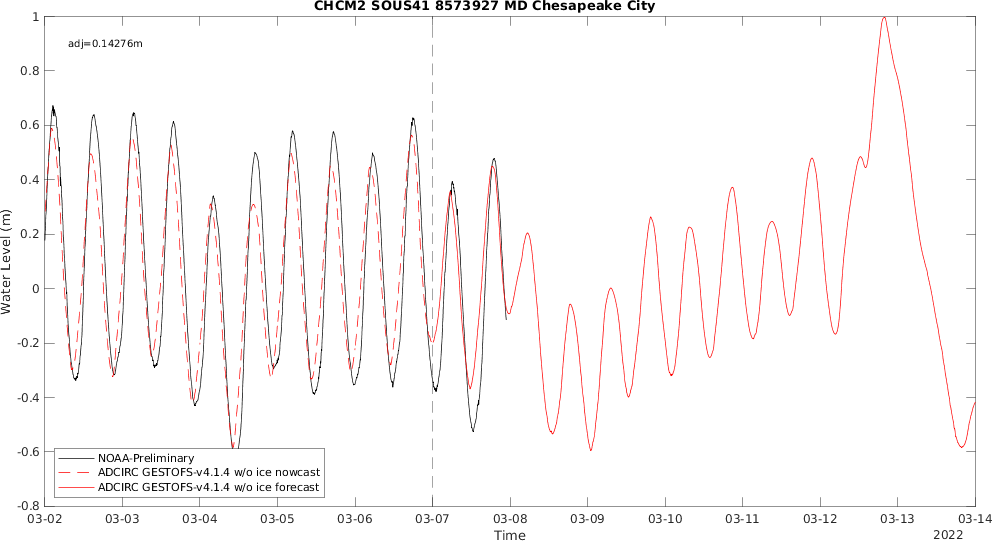 CHCM2 SOUS41 8573927 MD Chesapeake City
adj=0.14276m
1
0.8
0.6
0.4
0.2
0
-0.2
-0.4
-0.6
-0.8
Water Level (m)
NOAA-Preliminary
ADCIRC GESTOFS-v4.1.4 w/o ice nowcast
ADCIRC GESTOFS-v4.1.4 w/o ice forecast
03-02 03-03 03-04 03-05 03-06 03-07 03-08 03-09 03-10 03-11 03-12 03-13 03-14
Time
2022